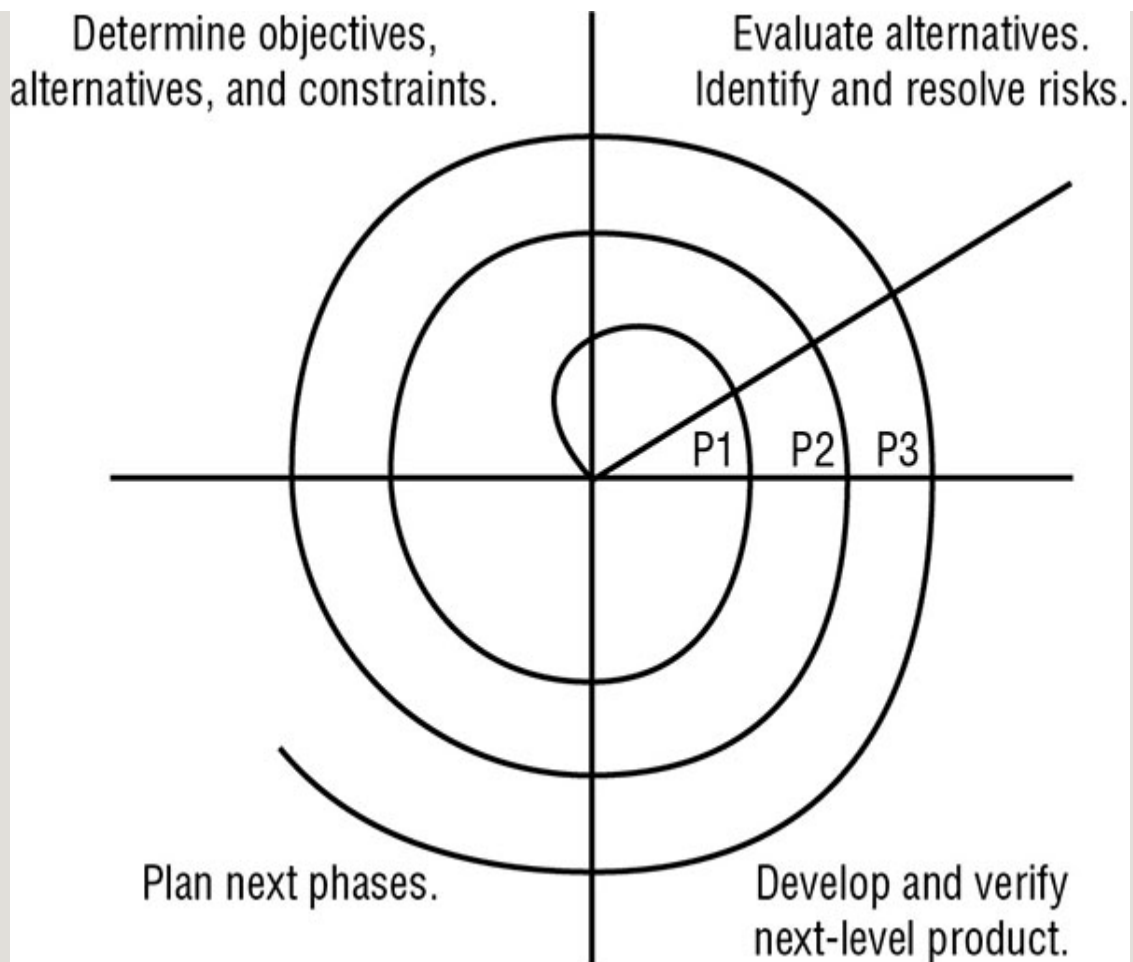 Determine objectives,
alternatives, and constraints.
Evaluate alternatives.
Identify and resolve risks.
P1 P2 P3
Plan next phases.
Develop and verify
next-level product.